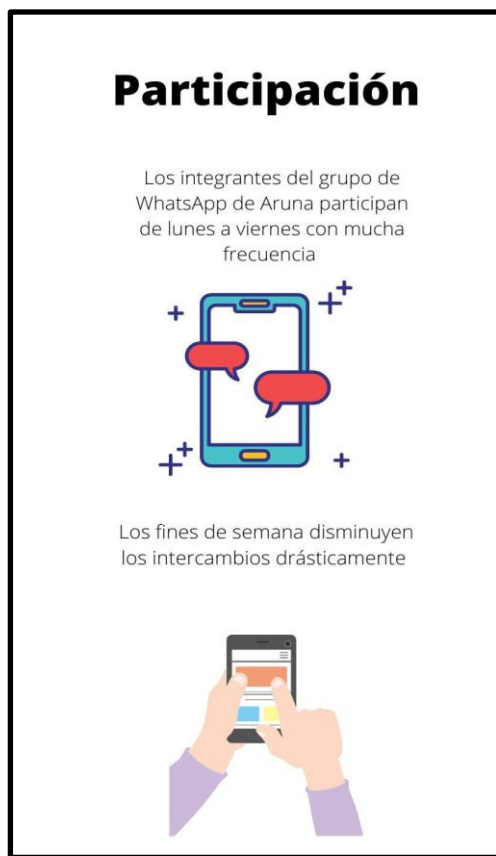 Participación
Los integrantes del grupo de
WhatsApp de Aruna participan
de lunes a viernes con mucha
frecuencia
Los fines de semana disminuyen
los intercambios drásticamente